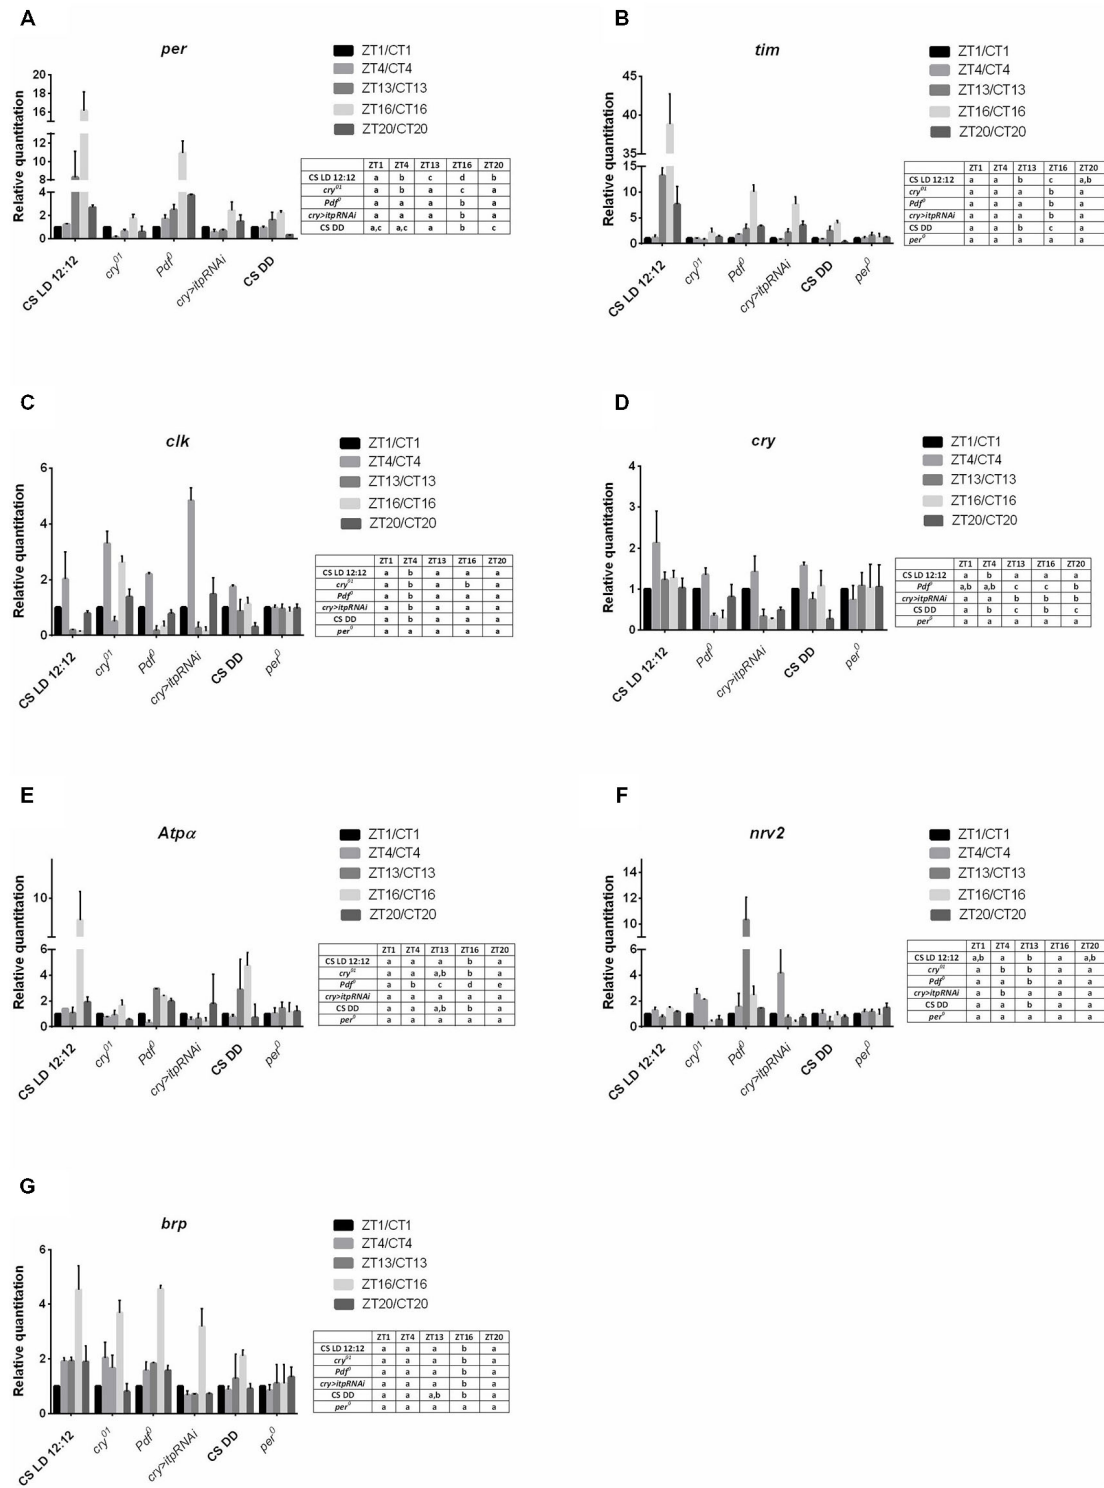 A
per
Relative quantitation
20
18
16
14
12
10
8
4
2
0
CS LD 12:12
cry01
Pdf0
cry>itpRNAi
CS DD
ZT1/CT1
ZT4/CT4
ZT13/CT13
ZT16/CT16
ZT20/CT20
ZT1 ZT4 ZT13 ZT16 ZT20
CS LD 12:12 a b c d b
cry01 a b a b a
Pdf0 a a a b a
cry>itpRNAi a a a b a
CS DD a,c a,c a b c
B
tim
Relative quantitation
45
40
35
15
10
5
0
CS LD 12:12
cry01
Pdf0
cry>itpRNAi
CS DD
per0
ZT1/CT1
ZT4/CT4
ZT13/CT13
ZT16/CT16
ZT20/CT20
ZT1 ZT4 ZT13 ZT16 ZT20
CS LD 12:12 a a b c a,b
cry01 a a a b a
Pdf0 a a a b a
cry>itpRNAi a a a b a
CS DD a a b c a
per0 a a a a a
C
clk
Relative quantitation
6
4
2
0
CS LD 12:12
cry01
Pdf0
cry>itpRNAi
CS DD
per0
ZT1/CT1
ZT4/CT4
ZT13/CT13
ZT16/CT16
ZT20/CT20
ZT1 ZT4 ZT13 ZT16 ZT20
CS LD 12:12 a b a a a
cry01 a b a b a
Pdf0 a b a a a
cry>itpRNAi a b a a a
CS DD a b a a a
per0 a a a a a
D
cry
Relative quantitation
4
3
2
1
0
CS LD 12:12
Pdf0
cry>itpRNAi
CS DD
per0
ZT1/CT1
ZT4/CT4
ZT13/CT13
ZT16/CT16
ZT20/CT20
ZT1 ZT4 ZT13 ZT16 ZT20
CS LD 12:12 a b a a a
Pdf0 a,b a,b c c b
cry>itpRNAi a a b b b
CS DD a b c b c
per0 a a a a a
E
Atpα
Relative quantitation
10
6
4
2
0
CS LD 12:12
cry01
Pdf0
cry>itpRNAi
CS DD
per0
ZT1/CT1
ZT4/CT4
ZT13/CT13
ZT16/CT16
ZT20/CT20
ZT1 ZT4 ZT13 ZT16 ZT20
CS LD 12:12 a a a b a
cry01 a a a,b b a
Pdf0 a b c d e
cry>itpRNAi a a a a a
CS DD a a a,b b a
per0 a a a a a
F
nrv2
Relative quantitation
14
12
10
6
4
2
0
CS LD 12:12
cry01
Pdf0
cry>itpRNAi
CS DD
per0
ZT1/CT1
ZT4/CT4
ZT13/CT13
ZT16/CT16
ZT20/CT20
ZT1 ZT4 ZT13 ZT16 ZT20
CS LD 12:12 a,b a b a a,b
cry01 a b b a a
Pdf0 a a b a a
cry>itpRNAi a b a a a
CS DD a a b a a
per0 a a a a a
G
brp
Relative quantitation
6
4
2
0
CS LD 12:12
cry01
Pdf0
cry>itpRNAi
CS DD
per0
ZT1/CT1
ZT4/CT4
ZT13/CT13
ZT16/CT16
ZT20/CT20
ZT1 ZT4 ZT13 ZT16 ZT20
CS LD 12:12 a a a b a
cry01 a a a b a
Pdf0 a a a b a
cry>itpRNAi a a a b a
CS DD a a a,b b a
per0 a a a a a